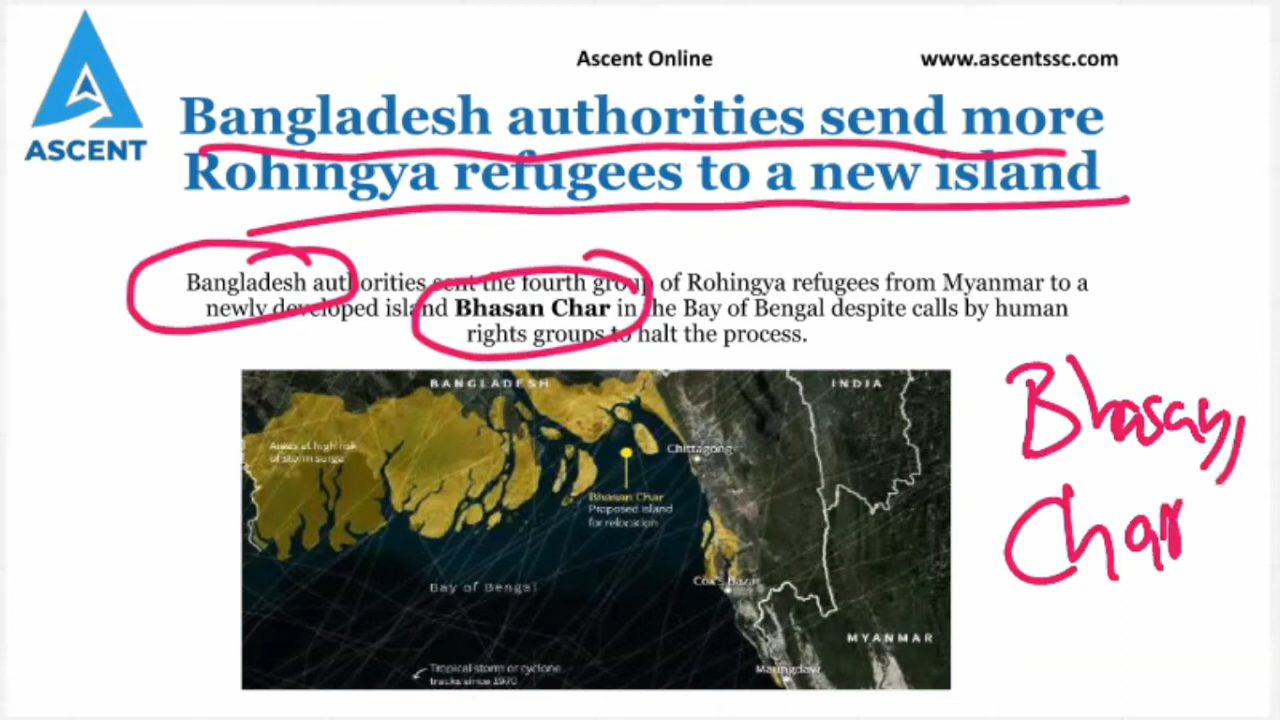 ASCENT
Ascent Online
www.ascentssc.com
Bangladesh authorities send more
Rohingya refugees to a new island
Bangladesh authorities sent the fourth group of Rohingya refugees from Myanmar to a
newly developed island Bhasan Char in the Bay of Bengal despite calls by human
rights groups to halt the process.
BANGLADESH
INDIA
Areas at high risk
of storm surge
Chittagong
Bhasan Char
Proposed island
for relocation
Bhasan,
Char
Cox's Bazar
Bay of Bengal
MYANMAR
Tropical storm or cyclone
tracks since 1970
Maungdaw